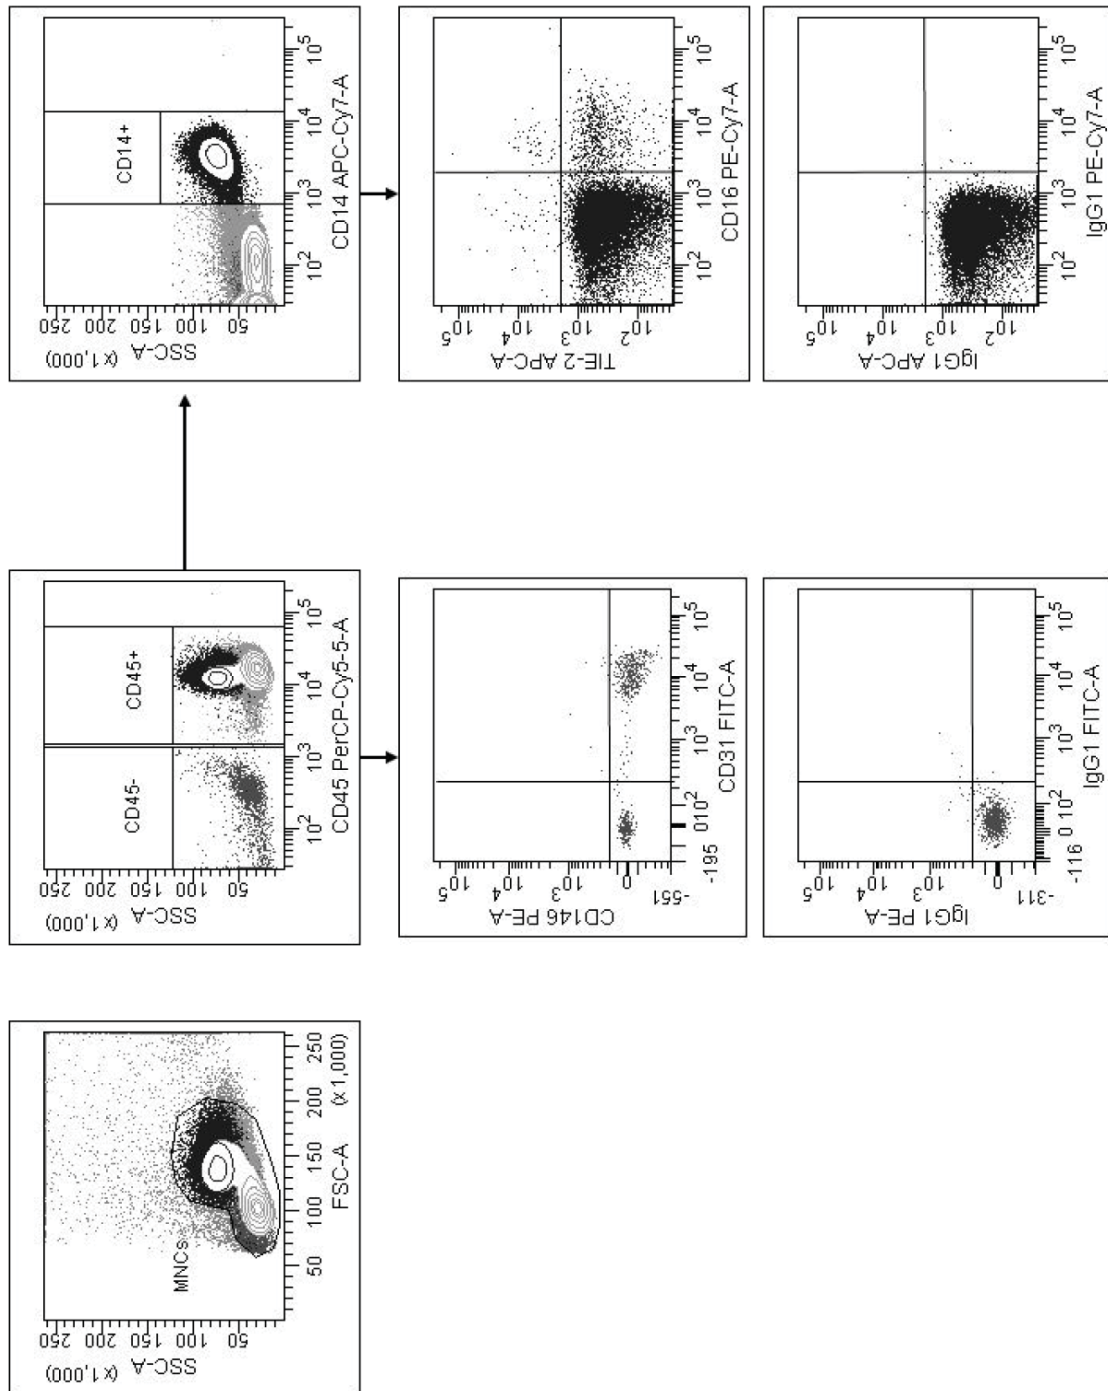 (x 1,000)
SSC-A
250
200
150
100
50
MNCs
50 100 150 200 250
FSC-A
(x 1,000)
(x 1,000)
SSC-A
250
200
150
100
50
CD45-
CD45+
10² 10³ 10⁴ 10⁵
CD45 PerCP-Cy5-5-A
(x 1,000)
SSC-A
250
200
150
100
50
CD14+
10² 10³ 10⁴ 10⁵
CD14 APC-Cy7-A
CD146 PE-A
10⁵
10⁴
10³
0
-551
-195 0 10² 10³ 10⁴ 10⁵
CD31 FITC-A
TIE-2 APC-A
10⁵
10⁴
10³
10²
10² 10³ 10⁴ 10⁵
CD16 PE-Cy7-A
IgG1 PE-A
10⁵
10⁴
10³
0
-311
-116 0 10² 10³ 10⁴ 10⁵
IgG1 FITC-A
IgG1 APC-A
10⁵
10⁴
10³
10²
10² 10³ 10⁴ 10⁵
IgG1 PE-Cy7-A